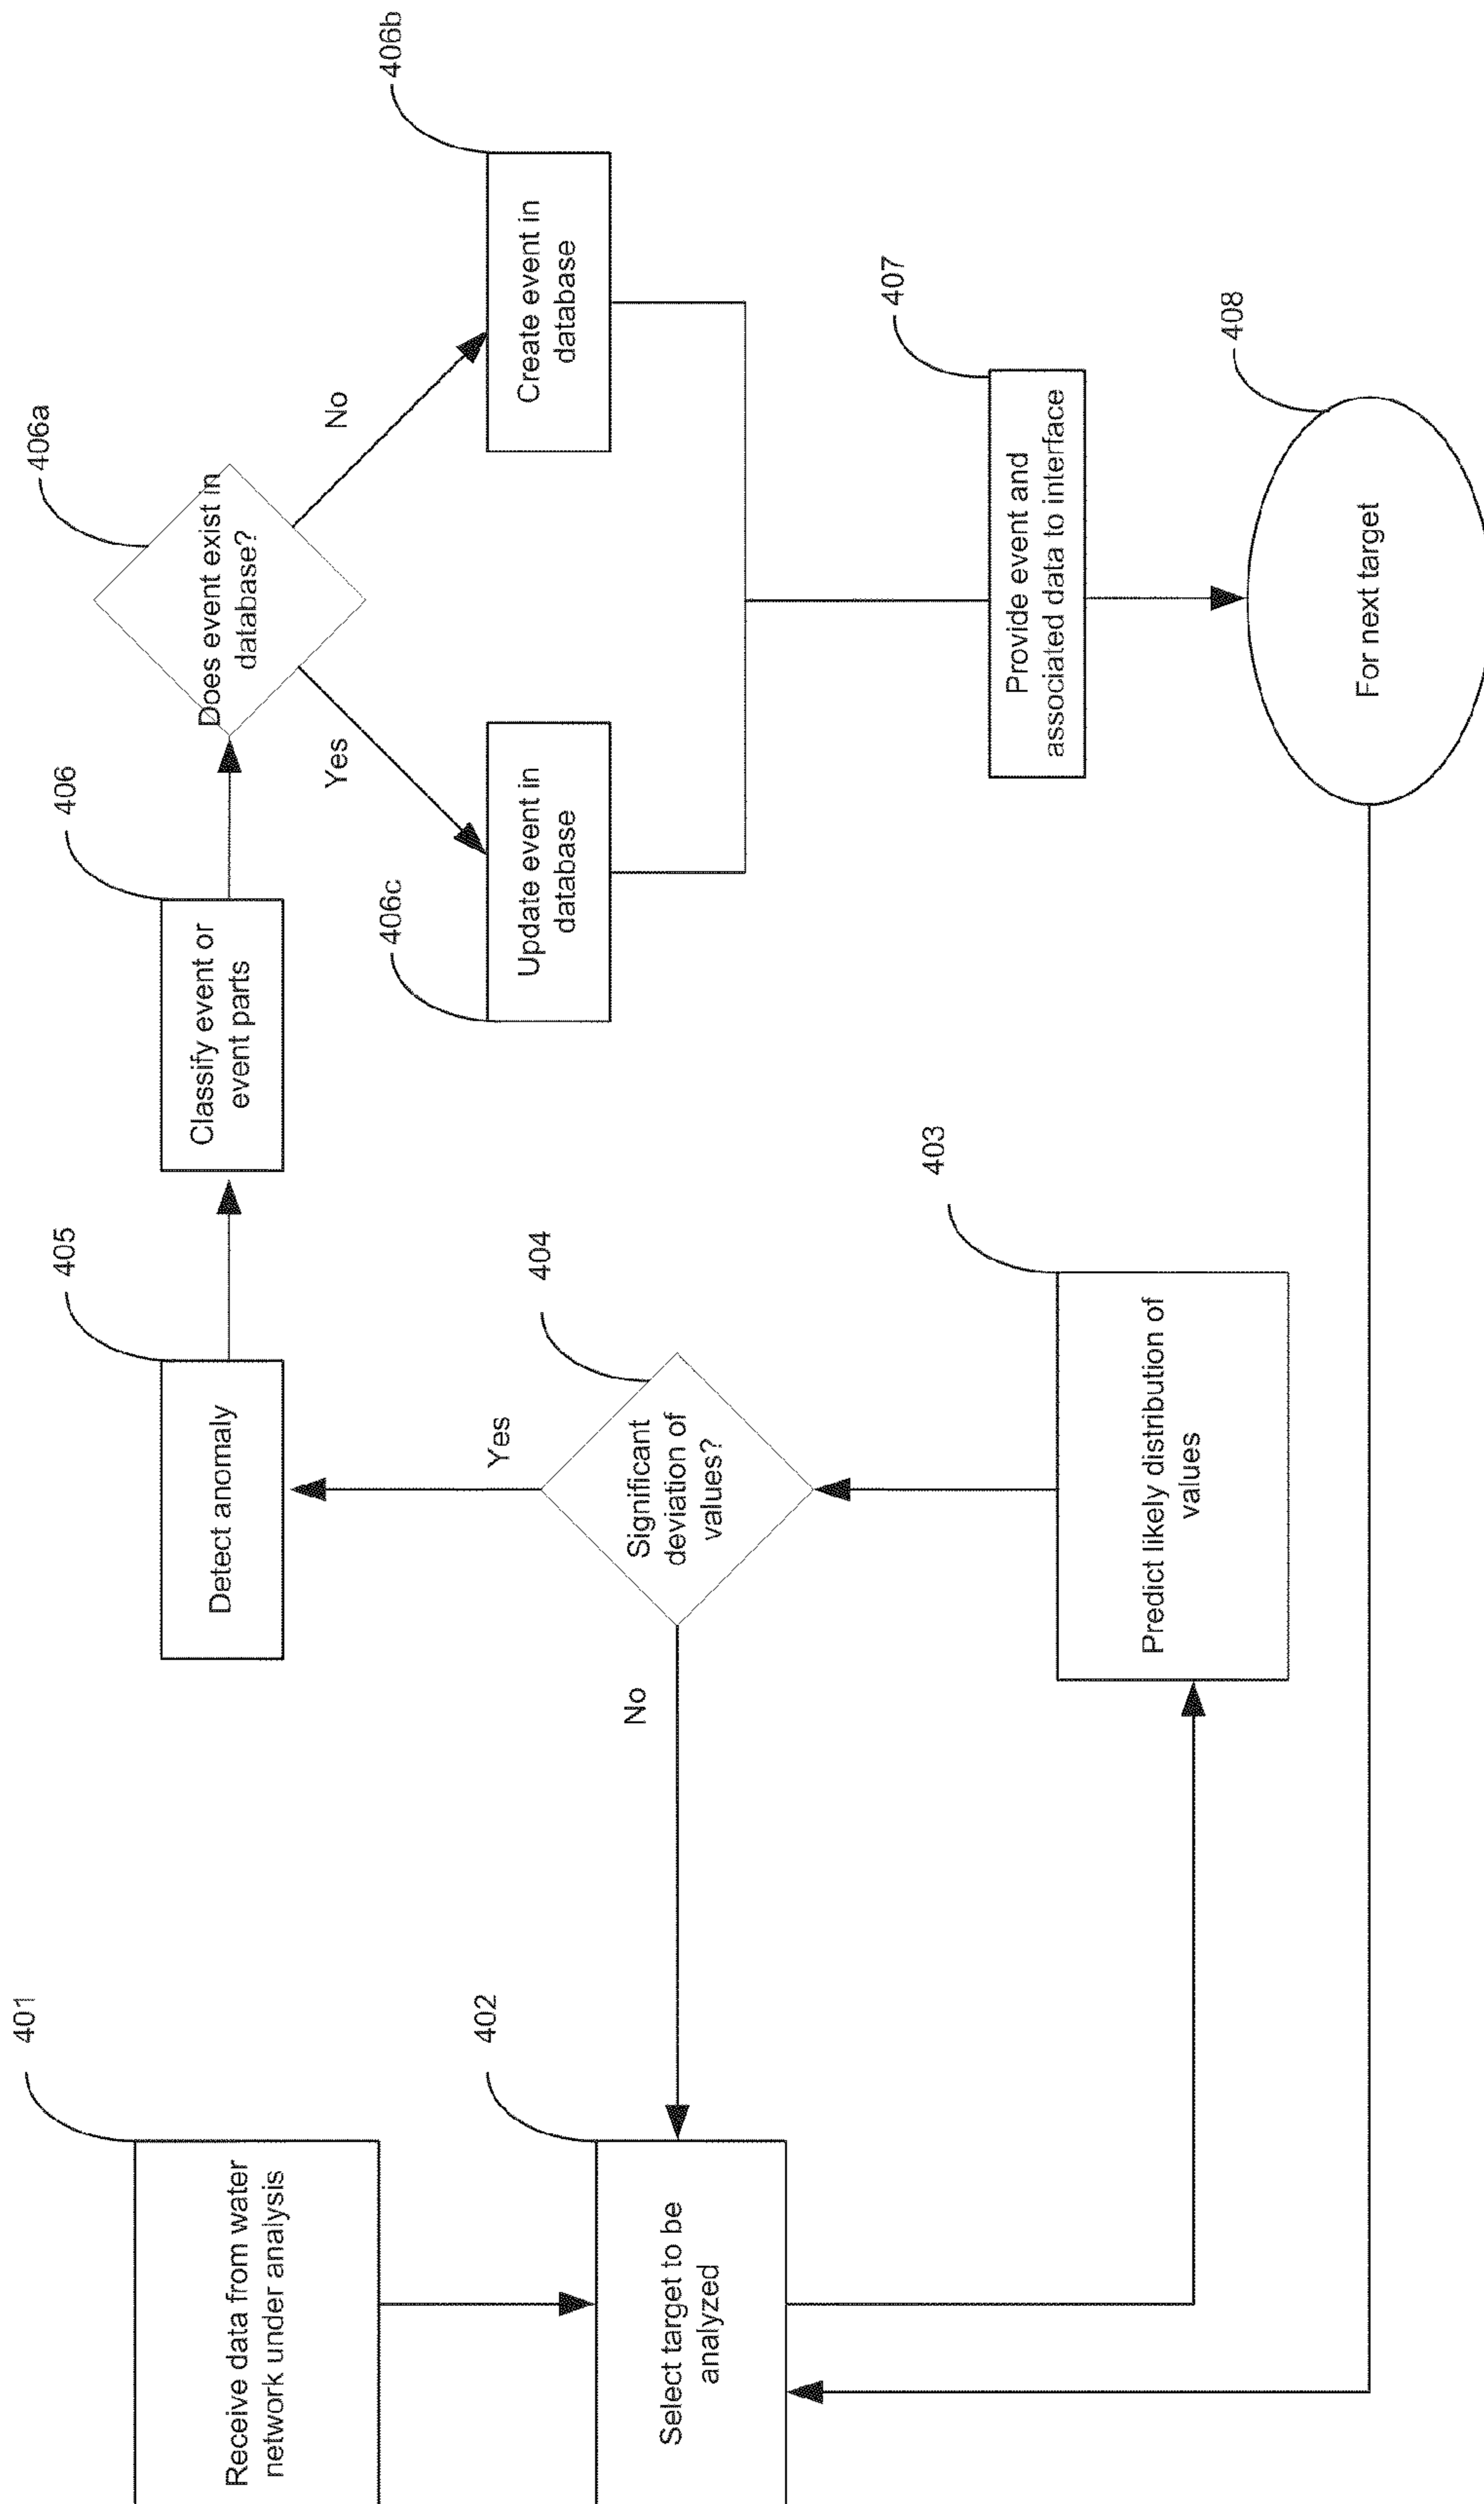 401
Receive data from water
network under analysis
402
Select target to be
analyzed
403
Predict likely distribution of
values
404
Significant
deviation of
values?
No
Yes
405
Detect anomaly
406
Classify event or
event parts
406a
Does event exist in
database?
Yes
No
406c
Update event in
database
406b
Create event in
database
407
Provide event and
associated data to interface
408
For next target